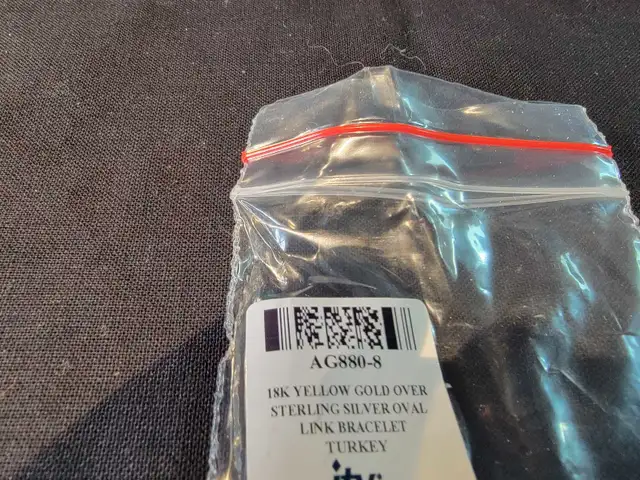 AG880-8
18K YELLOW GOLD OVER
STERLING SILVER OVAL
LINK BRACELET
TURKEY